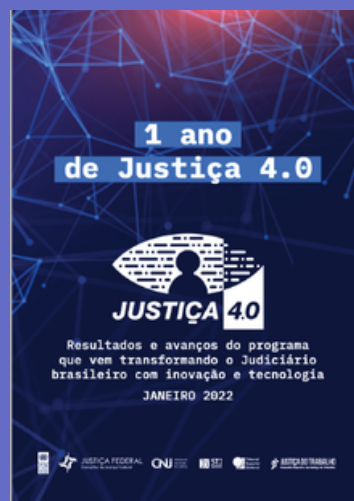 1 ano
de Justiça 4.0
JUSTIÇA 4.0
Resultados e avanços do programa
que vem transformando o Judiciário
brasileiro com inovação e tecnologia
JANEIRO 2022
JUSTIÇA FEDERAL
CNJ
STJ
JUSTIÇA DO TRABALHO